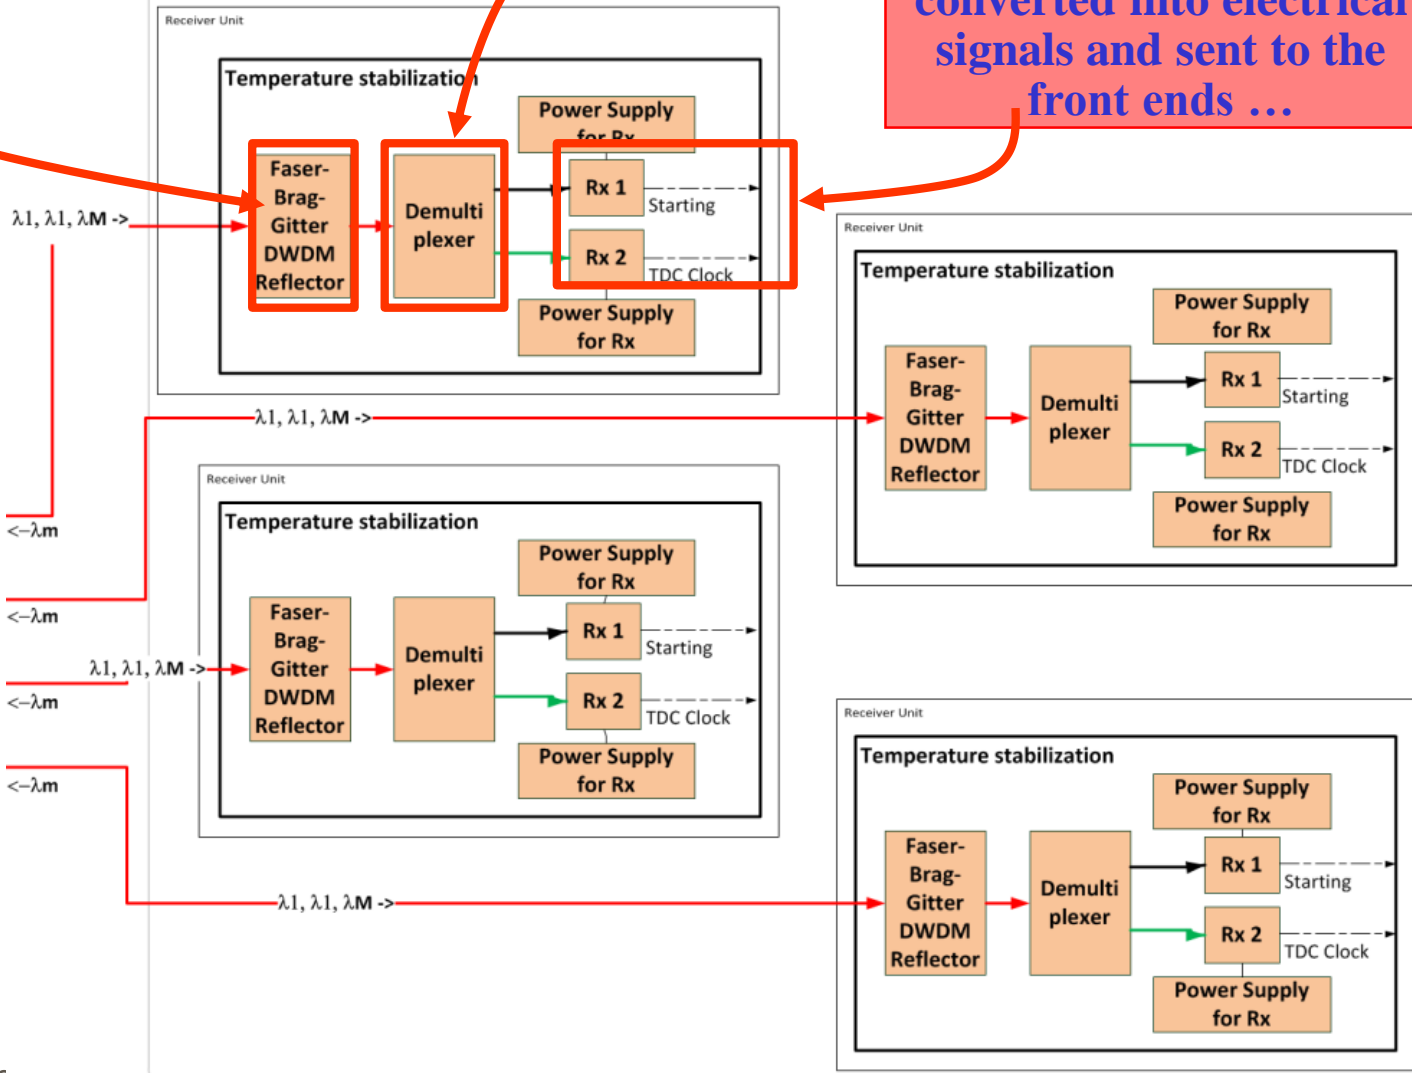 converted into electrical
signals and sent to the
front ends …
Receiver Unit
Temperature stabilization
Power Supply
for Rx
Faser-
Brag-
Gitter
DWDM
Reflector
Demulti
plexer
Rx 1
Starting
Rx 2
TDC Clock
Power Supply
for Rx
λ1, λ1, λM ->
Receiver Unit
Temperature stabilization
Power Supply
for Rx
Faser-
Brag-
Gitter
DWDM
Reflector
Demulti
plexer
Rx 1
Starting
Rx 2
TDC Clock
Power Supply
for Rx
λ1, λ1, λM ->
<–λm
<–λm
<–λm
<–λm
Receiver Unit
Temperature stabilization
Power Supply
for Rx
λ1, λ1, λM ->
Faser-
Brag-
Gitter
DWDM
Reflector
Demulti
plexer
Rx 1
Starting
Rx 2
TDC Clock
Power Supply
for Rx
Receiver Unit
Temperature stabilization
Power Supply
for Rx
λ1, λ1, λM ->
Faser-
Brag-
Gitter
DWDM
Reflector
Demulti
plexer
Rx 1
Starting
Rx 2
TDC Clock
Power Supply
for Rx